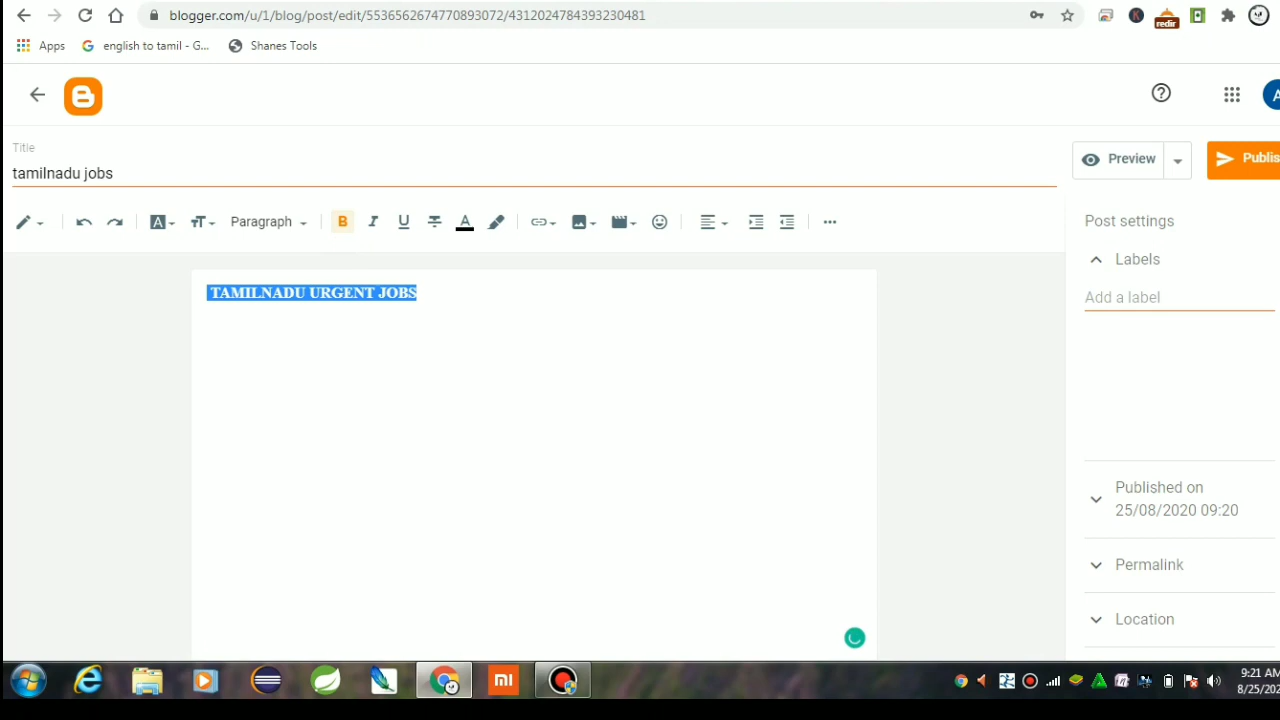 blogger.com/u/1/blog/post/edit/5536562674770893072/4312024784393230481
redir
Apps
english to tamil - G...
Shanes Tools
A
Title
tamilnadu jobs
Preview
Publis
Paragraph
B
Post settings
Labels
Add a label
TAMILNADU URGENT JOBS
Published on
25/08/2020 09:20
Permalink
Location
mi
9:21 AM
8/25/202